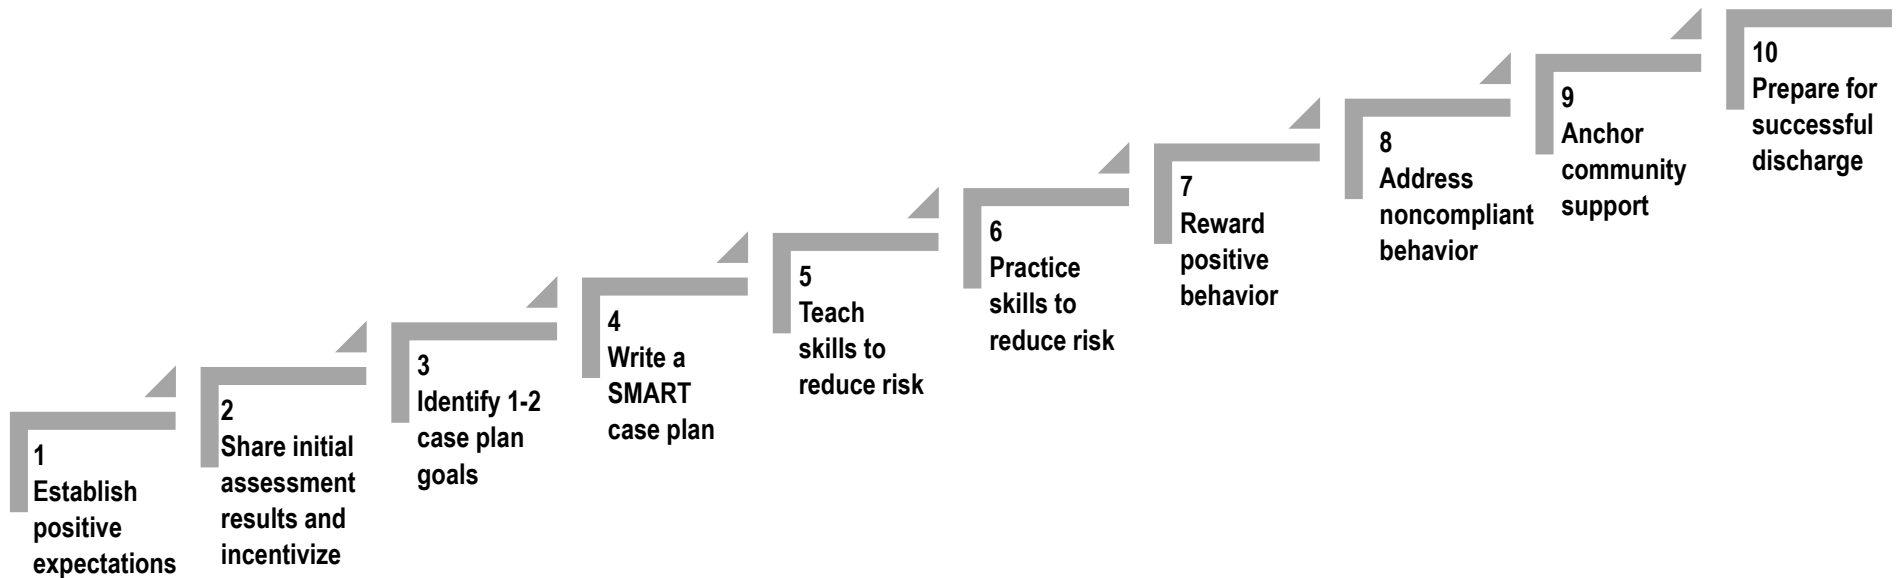 1
Establish
positive
expectations
2
Share initial
assessment
results and
incentivize
3
Identify 1-2
case plan
goals
4
Write a
SMART
case plan
5
Teach
skills to
reduce risk
6
Practice
skills to
reduce risk
7
Reward
positive
behavior
8
Address
noncompliant
behavior
9
Anchor
community
support
10
Prepare for
successful
discharge